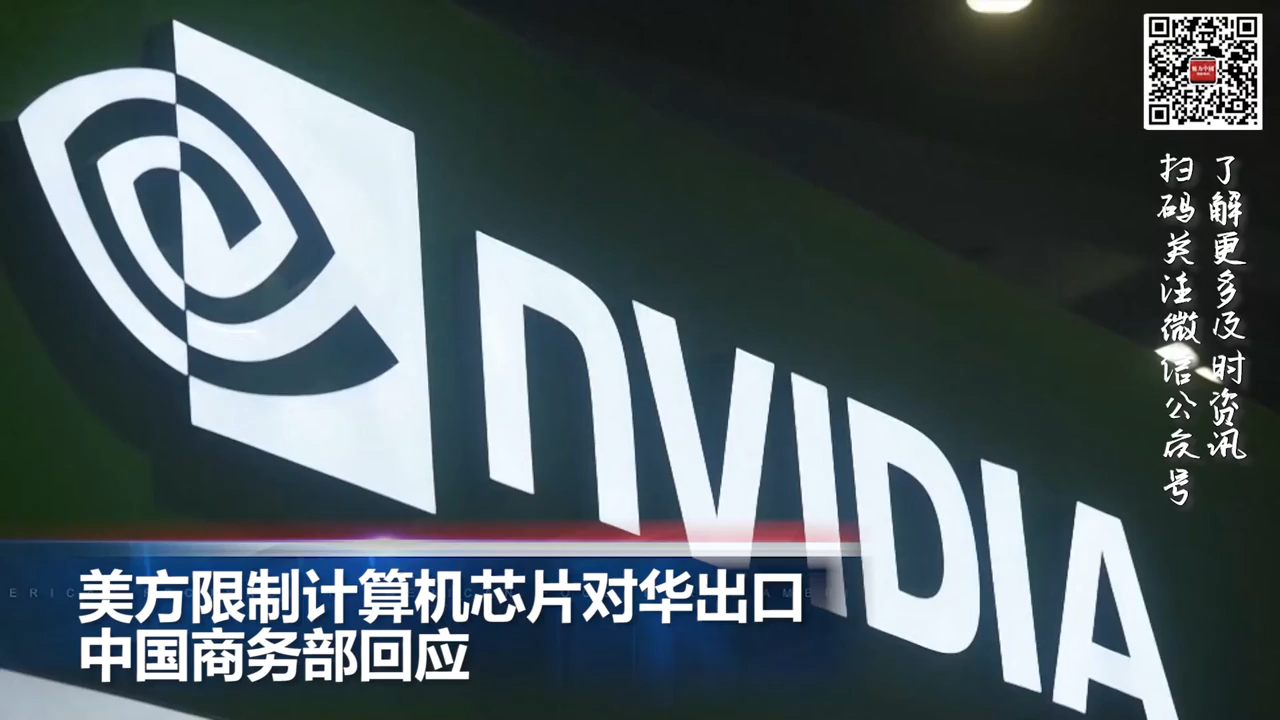 NVIDIA
了解更多及时资讯
扫码关注微信公众号
美方限制计算机芯片对华出口
中国商务部回应